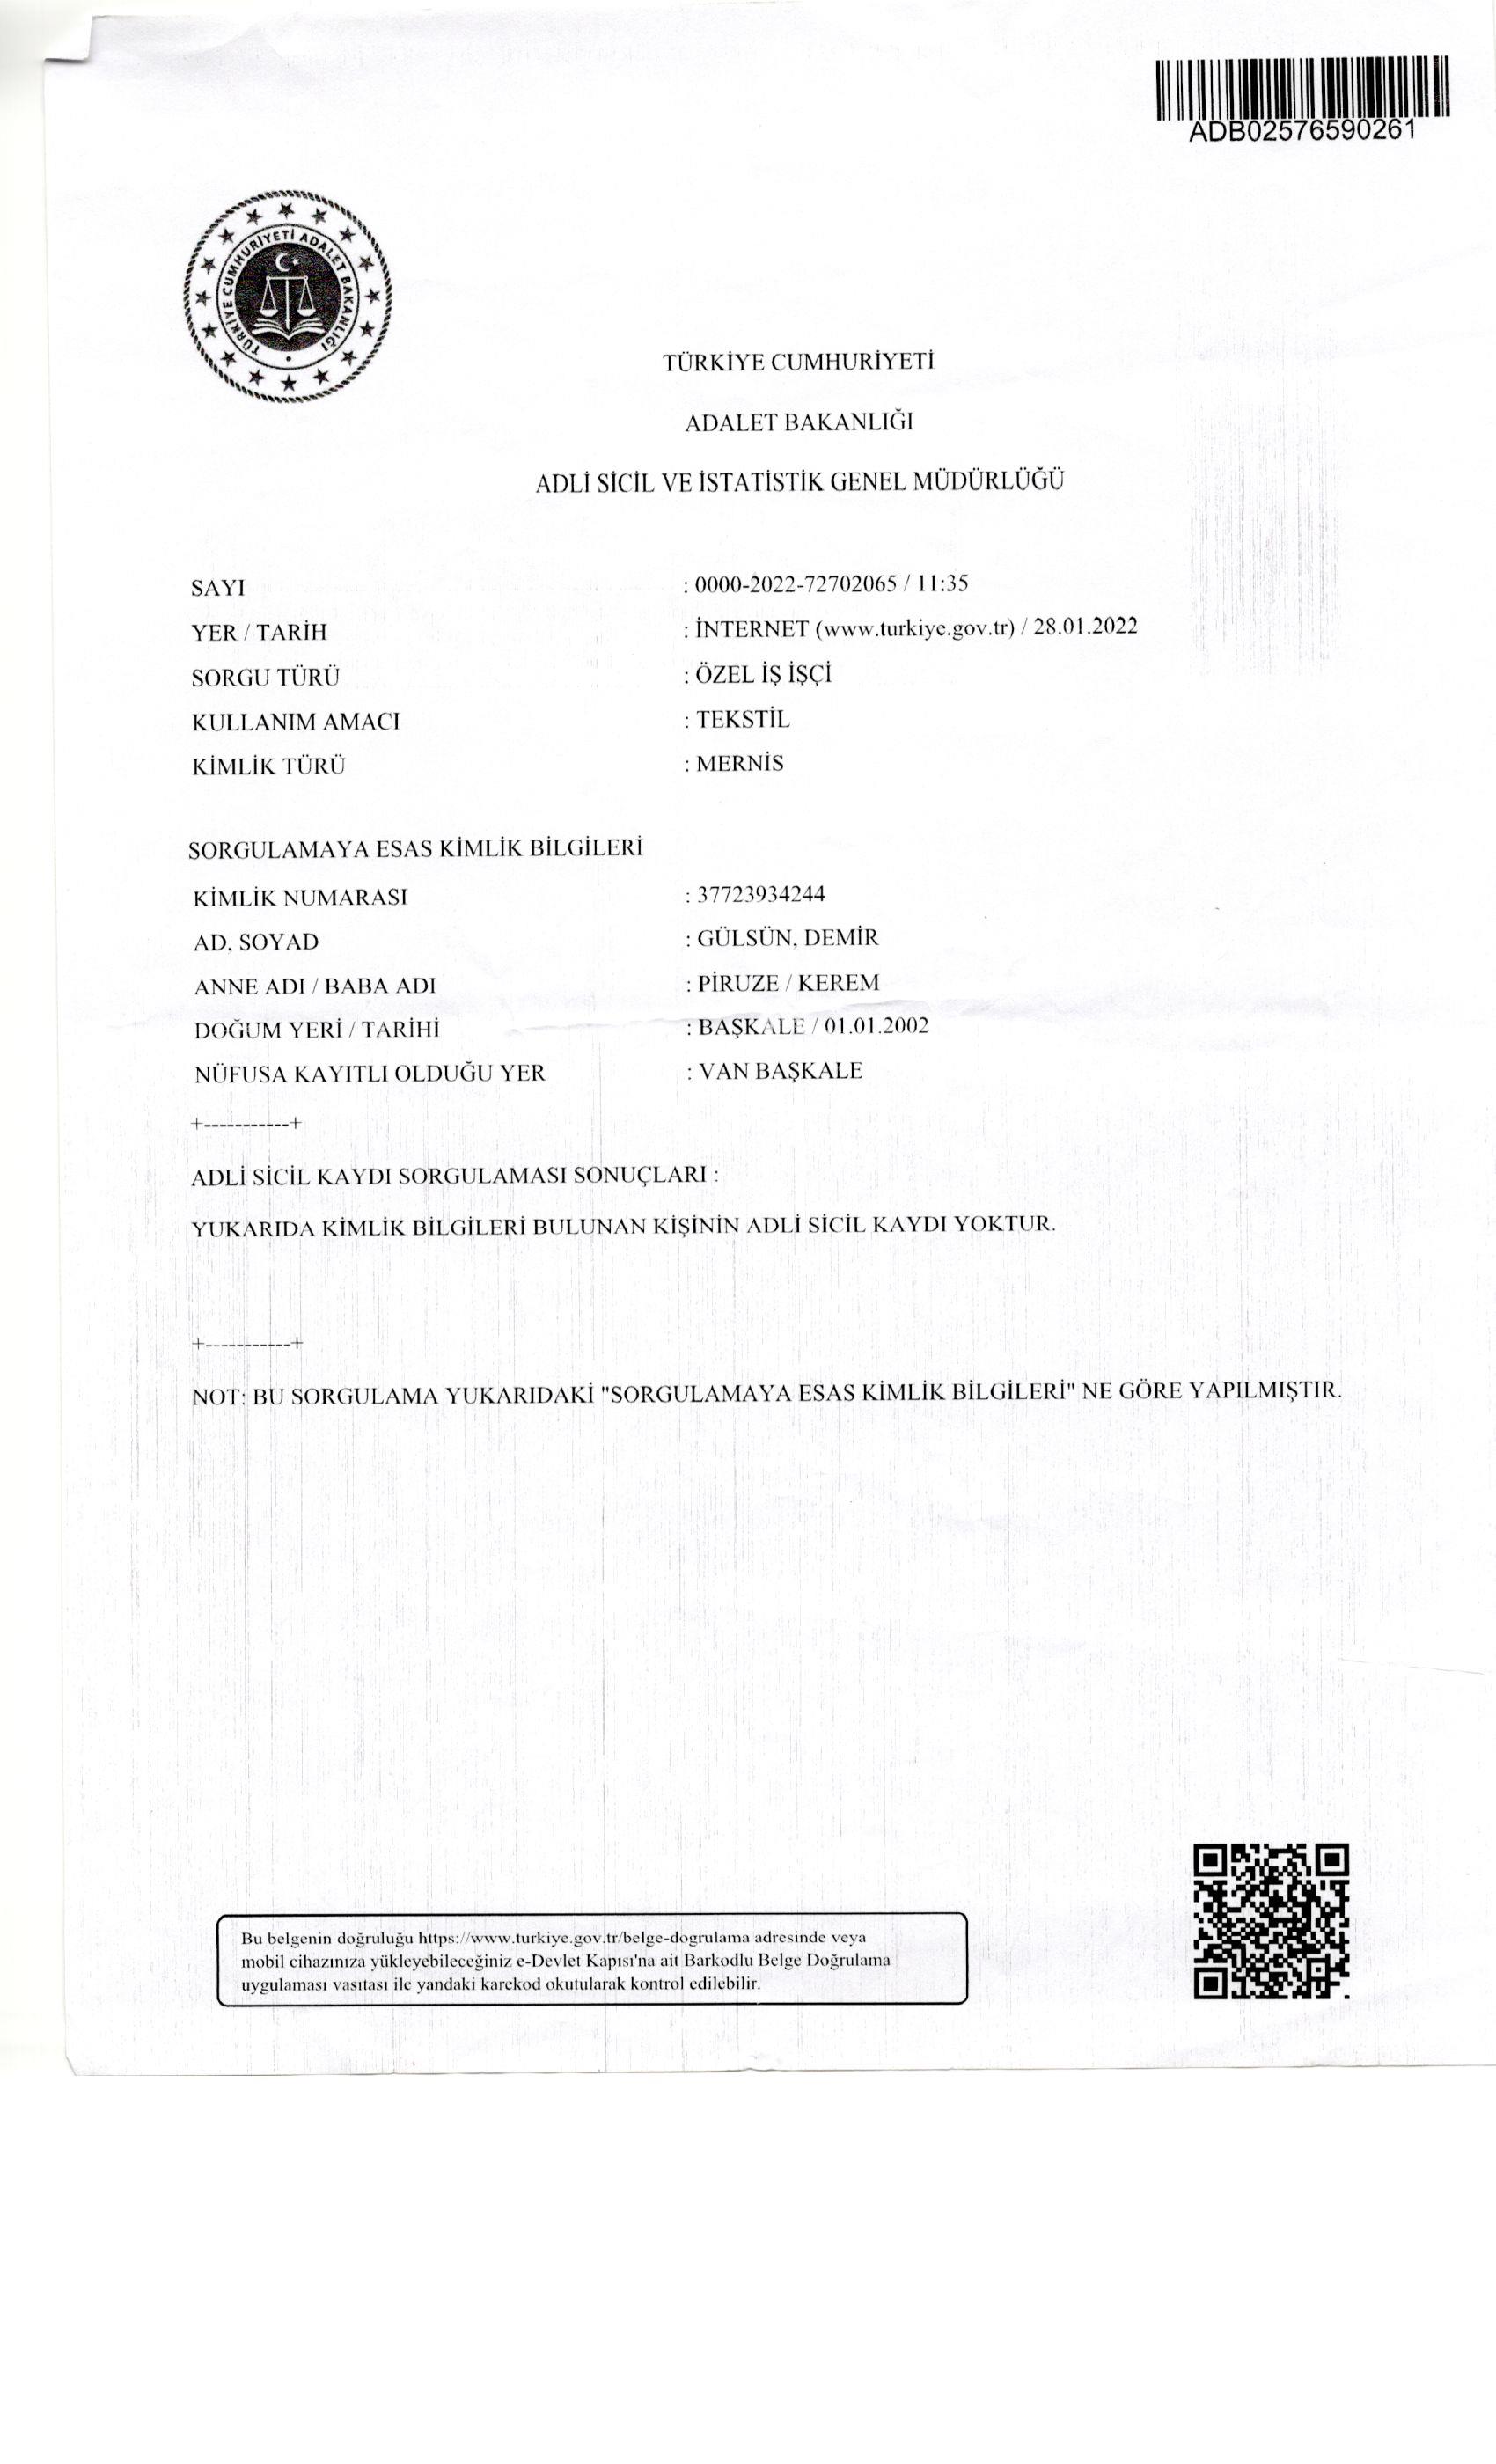 ADB02576590261
TÜRKİYE CUMHURİYETİ ADALET BAKANLIĞI
TÜRKİYE CUMHURİYETİ
ADALET BAKANLIĞI
ADLİ SİCİL VE İSTATİSTİK GENEL MÜDÜRLÜĞÜ
SAYI : 0000-2022-72702065 / 11:35
YER / TARİH : İNTERNET (www.turkiye.gov.tr) / 28.01.2022
SORGU TÜRÜ : ÖZEL İŞ İŞÇİ
KULLANIM AMACI : TEKSTİL
KİMLİK TÜRÜ : MERNİS
SORGULAMAYA ESAS KİMLİK BİLGİLERİ
KİMLİK NUMARASI : 37723934244
AD, SOYAD : GÜLSÜN, DEMİR
ANNE ADI / BABA ADI : PİRUZE / KEREM
DOĞUM YERİ / TARİHİ : BAŞKALE / 01.01.2002
NÜFUSA KAYITLI OLDUĞU YER : VAN BAŞKALE
+-----------+
ADLİ SİCİL KAYDI SORGULAMASI SONUÇLARI :
YUKARIDA KİMLİK BİLGİLERİ BULUNAN KİŞİNİN ADLİ SİCİL KAYDI YOKTUR.
+-----------+
NOT: BU SORGULAMA YUKARIDAKİ "SORGULAMAYA ESAS KİMLİK BİLGİLERİ" NE GÖRE YAPILMIŞTIR.
Bu belgenin doğruluğu https://www.turkiye.gov.tr/belge-dogrulama adresinde veya
mobil cihazınıza yükleyebileceğiniz e-Devlet Kapısı'na ait Barkodlu Belge Doğrulama
uygulaması vasıtası ile yandaki karekod okutularak kontrol edilebilir.